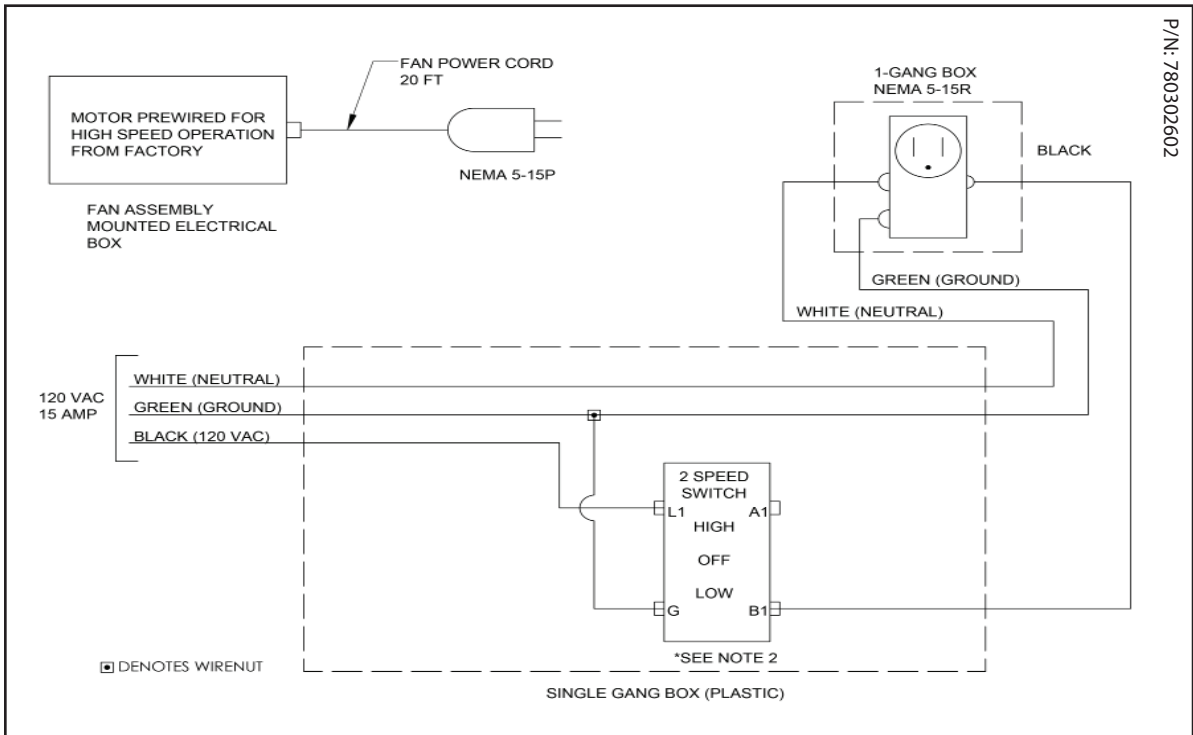 P/N: 780302602
FAN POWER CORD
20 FT
MOTOR PREWIRED FOR
HIGH SPEED OPERATION
FROM FACTORY
NEMA 5-15P
FAN ASSEMBLY
MOUNTED ELECTRICAL
BOX
1-GANG BOX
NEMA 5-15R
BLACK
GREEN (GROUND)
WHITE (NEUTRAL)
120 VAC
15 AMP
WHITE (NEUTRAL)
GREEN (GROUND)
BLACK (120 VAC)
2 SPEED
SWITCH
L1 A1
HIGH
OFF
LOW
G B1
*SEE NOTE 2
DENOTES WIRENUT
SINGLE GANG BOX (PLASTIC)